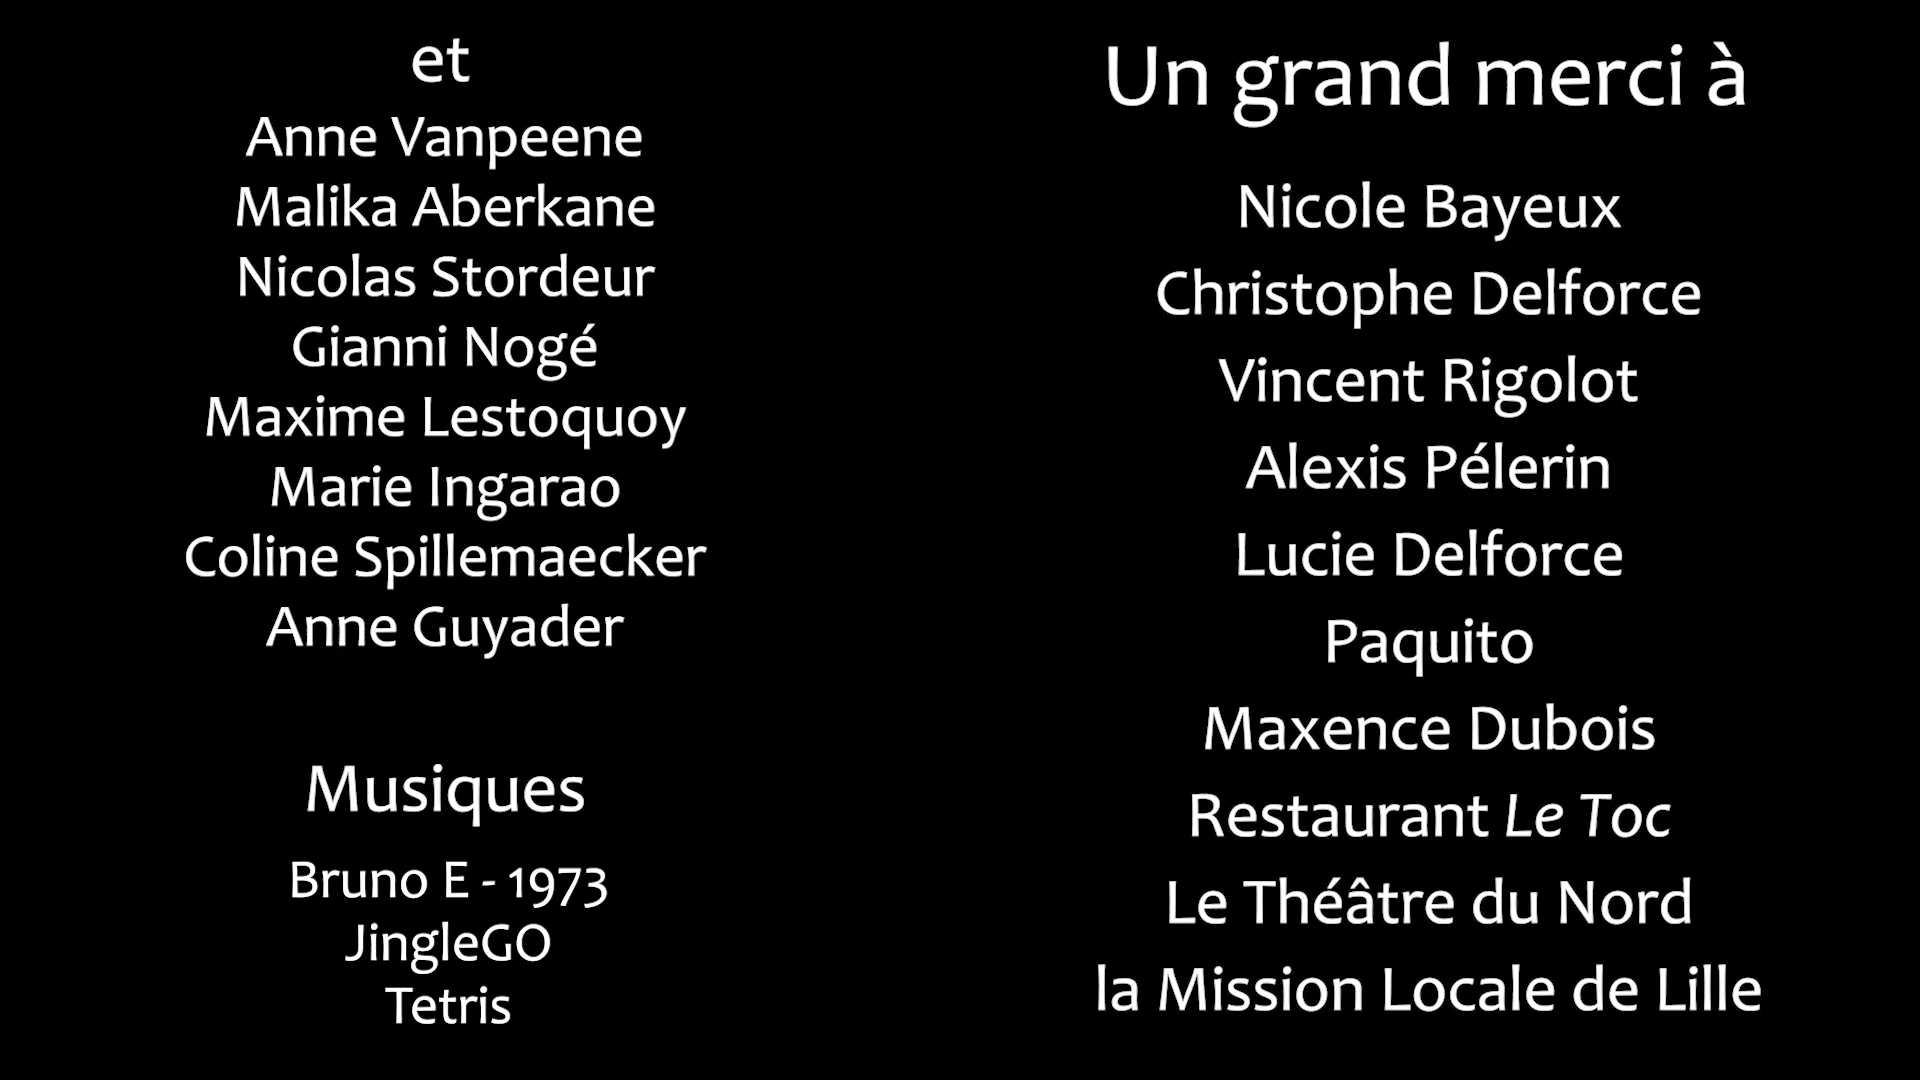 et
Anne Vanpeene
Malika Aberkane
Nicolas Stordeur
Gianni Nogé
Maxime Lestoquoy
Marie Ingarao
Coline Spillemaecker
Anne Guyader
Musiques
Bruno E - 1973
JingleGO
Tetris
Un grand merci à
Nicole Bayeux
Christophe Delforce
Vincent Rigolot
Alexis Pélerin
Lucie Delforce
Paquito
Maxence Dubois
Restaurant Le Toc
Le Théâtre du Nord
la Mission Locale de Lille